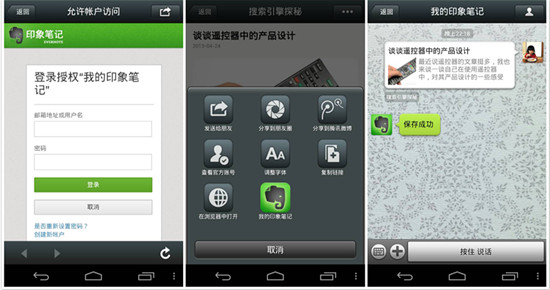 返回
允许帐户访问
印象笔记
EVERNOTE
登录授权"我的印象笔
记"
邮箱地址或用户名
密码
登录
取消
是否重新设置密码?
创建新帐户
返回
搜索引擎探秘
谈谈遥控器中的产品设计
发送给朋友
分享到朋友圈
分享到腾讯微博
查看官方账号
调整字体
复制链接
在浏览器中打开
我的印象笔记
取消
返回
我的印象笔记
晚上22:18
谈谈遥控器中的产品设计
最近谈遥控器的文章挺多，我也
来谈一谈自己在使用遥控器
中，对其产品设计的一些感受
搜索引擎探秘
保存成功
按住 说话